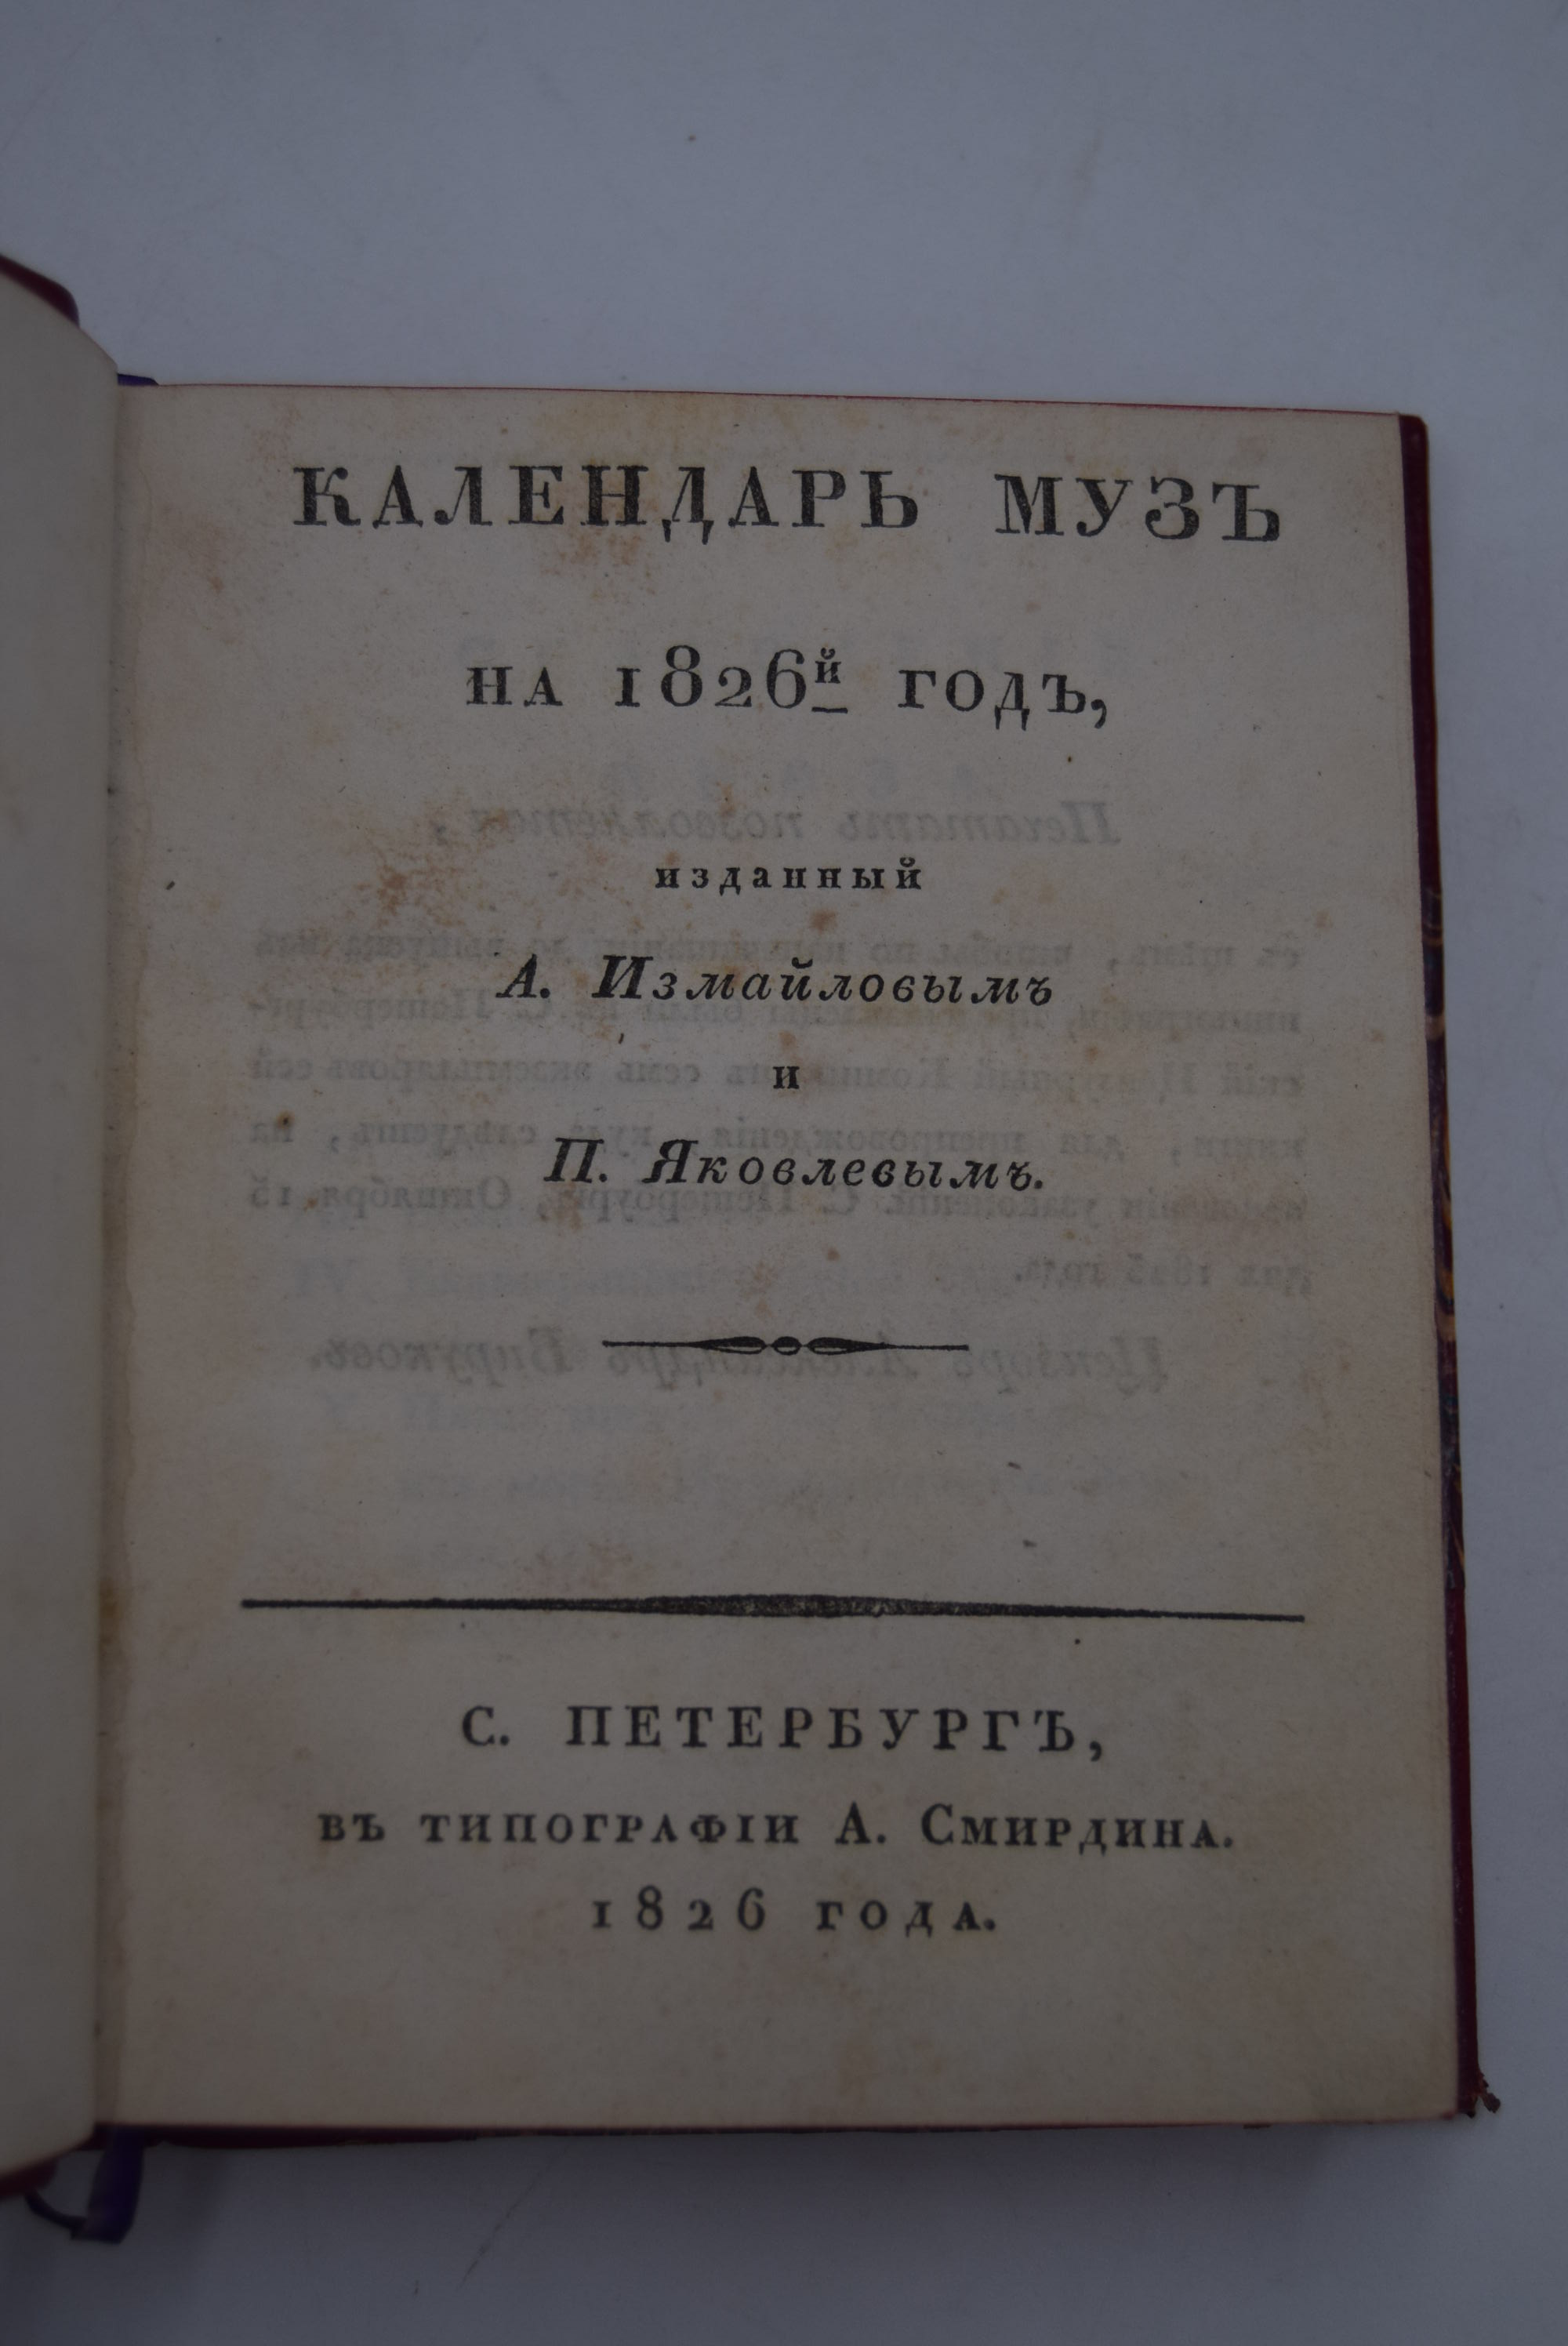 КАЛЕНДАРЬ МУЗЪ
НА 1826й ГОДЪ,
изданный
А. Измайловымъ
и
П. Яковлевымъ.
С. ПЕТЕРБУРГЪ,
ВЪ ТИПОГРАФІИ А. СМИРДИНА.
1826 ГОДА.